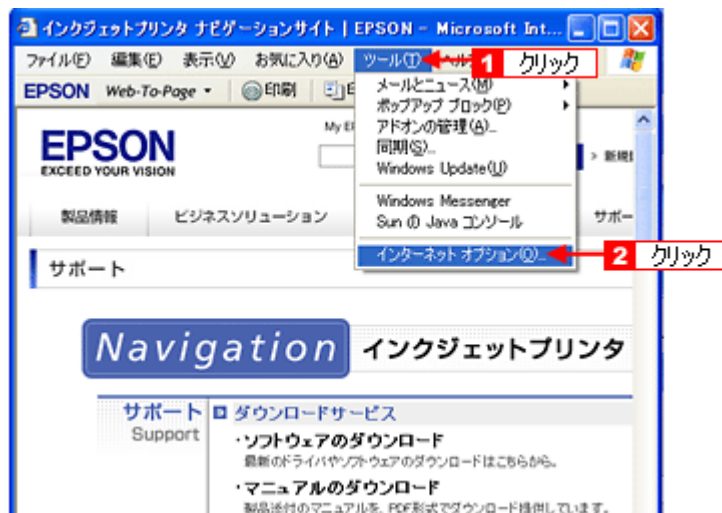 インクジェットプリンタ ナビゲーションサイト | EPSON - Microsoft Int...
ファイル(F) 編集(E) 表示(V) お気に入り(A) ツール(T)
1 クリック
EPSON Web-To-Page 印刷
メールとニュース(M)
ポップアップ ブロック(P)
アドオンの管理(A)...
同期(S)...
Windows Update(U)
Windows Messenger
Sun の Java コンソール
インターネット オプション(O)...
2 クリック
EPSON
EXCEED YOUR VISION
My EP
> 新規
製品情報 ビジネスソリューション サポー
サポート
Navigation インクジェットプリンタ
サポート
Support
ダウンロードサービス
・ソフトウェアのダウンロード
最新のドライバやソフトウェアのダウンロードはこちらから。
・マニュアルのダウンロード
製品添付のマニュアルを、PDF形式でダウンロード提供しています。